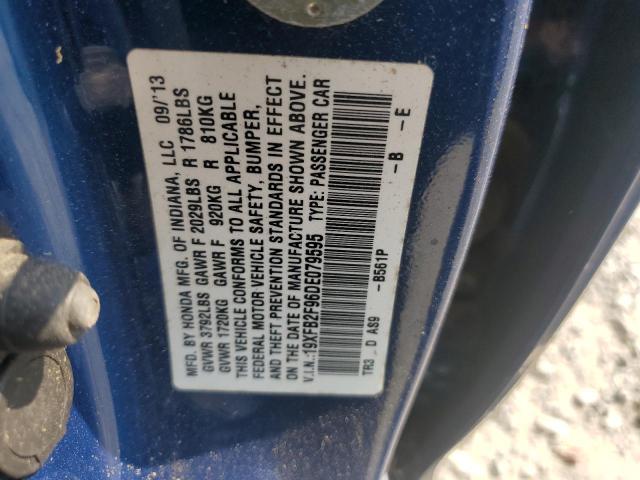 MFD. BY HONDA MFG. OF INDIANA, LLC 09/'13
GVWR 3792LBS GAWR F 2029LBS R 1786LBS
GVWR 1720KG GAWR F 920KG R 810KG
THIS VEHICLE CONFORMS TO ALL APPLICABLE
FEDERAL MOTOR VEHICLE SAFETY, BUMPER,
AND THEFT PREVENTION STANDARDS IN EFFECT
ON THE DATE OF MANUFACTURE SHOWN ABOVE.
V.I.N.:19XFB2F96DE079595 TYPE: PASSENGER CAR
TR3 - D AS9 - B561P - B - E